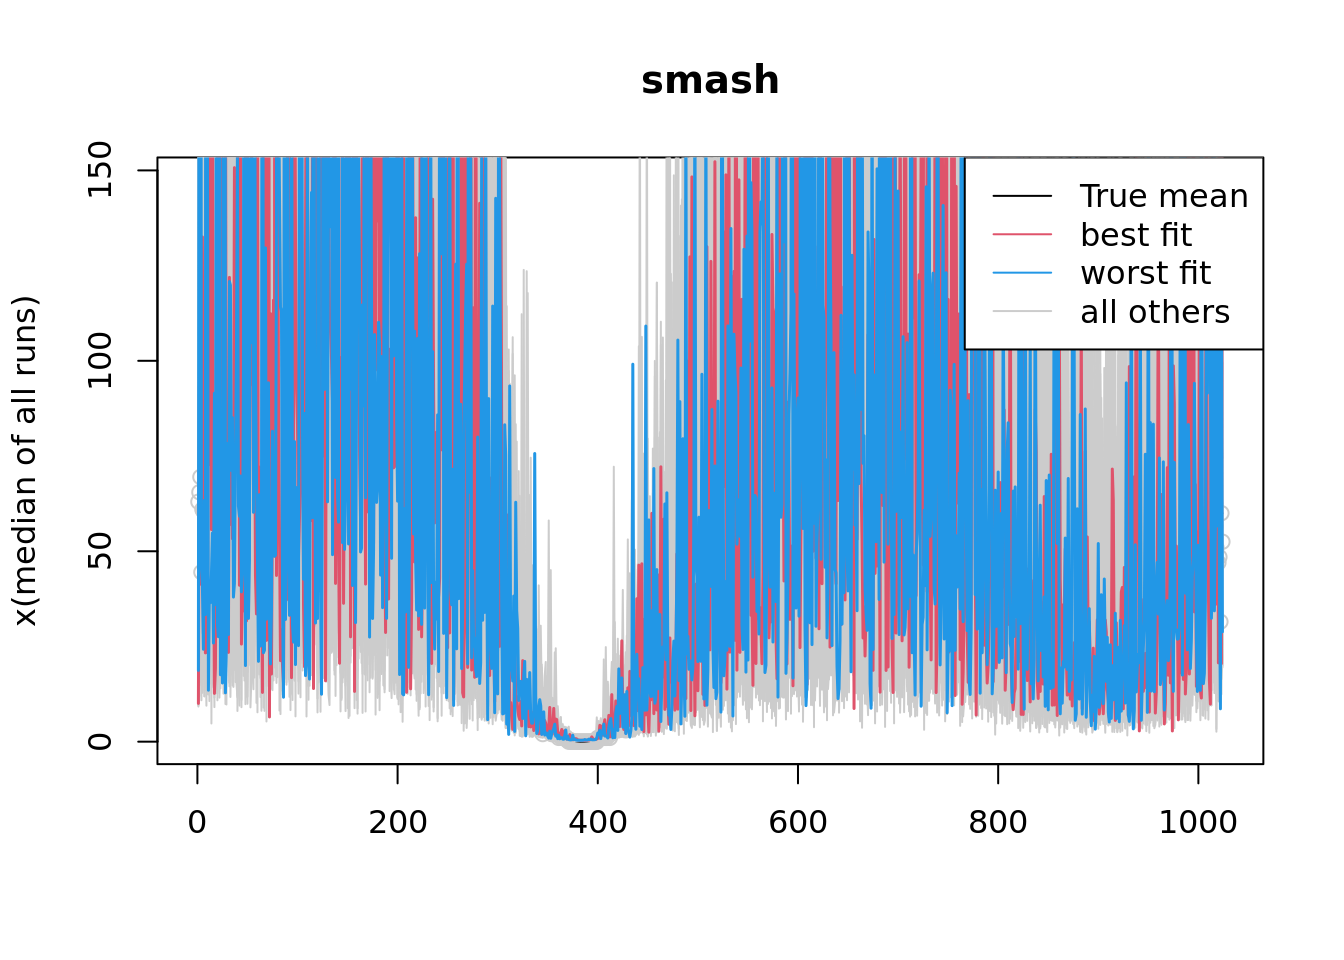 smash
x(median of all runs)
150
100
50
0
True mean
best fit
worst fit
all others
0 200 400 600 800 1000